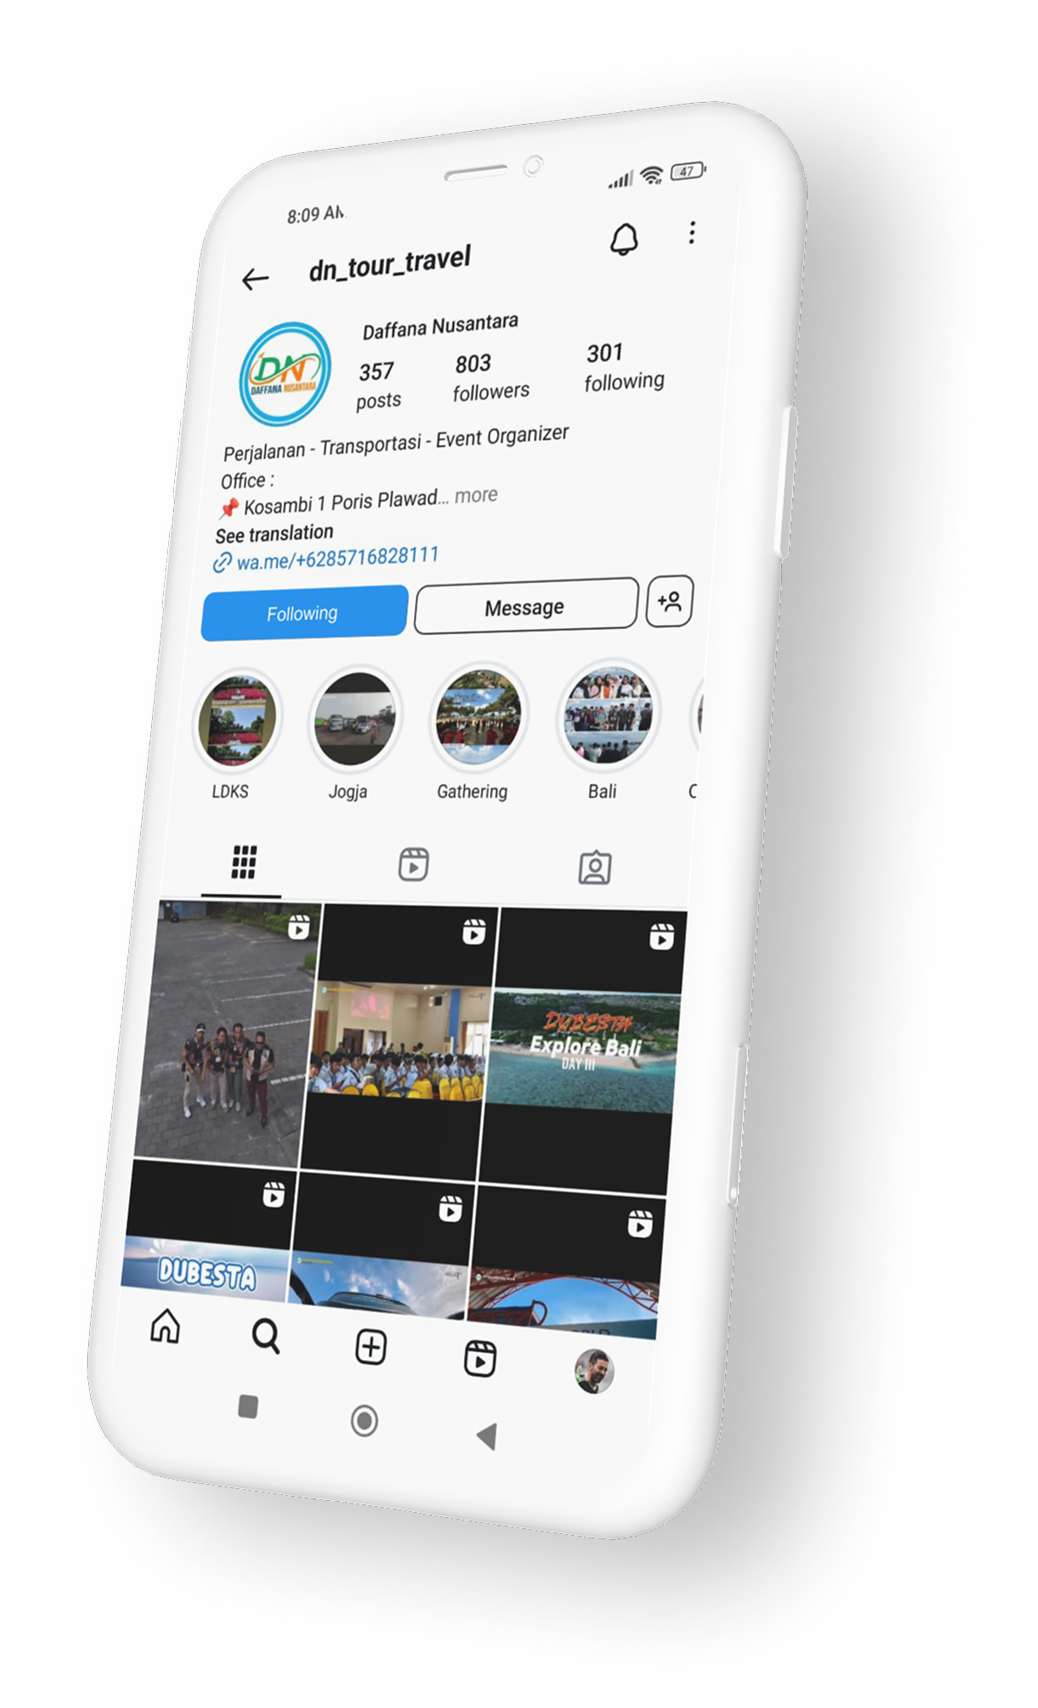 8:09 AM
47
dn_tour_travel
DN
DAFFANA NUSANTARA
Daffana Nusantara
357 803 301
posts followers following
Perjalanan - Transportasi - Event Organizer
Office :
📌 Kosambi 1 Poris Plawad... more
See translation
wa.me/+6285716828111
Following Message
LDKS Jogja Gathering Bali C
DUBESTA
Explore Bali
DAY III
DUBESTA